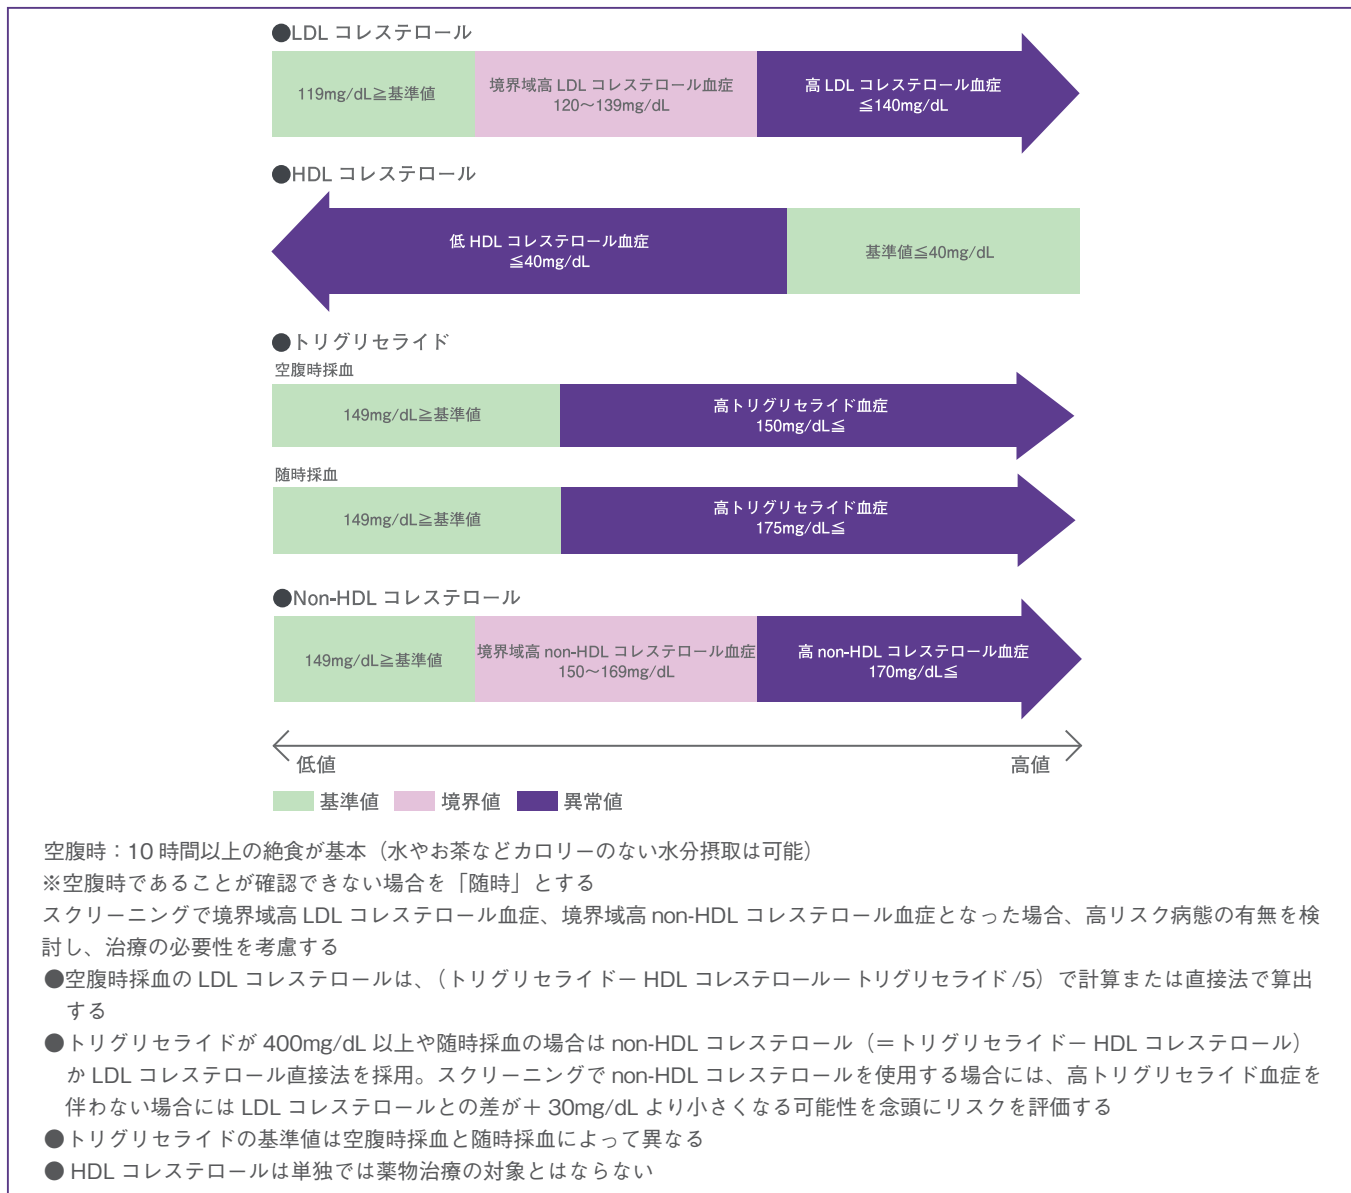 ●LDL コレステロール
119mg/dL≧基準値
境界域高 LDL コレステロール血症
120〜139mg/dL
高 LDL コレステロール血症
≦140mg/dL
●HDL コレステロール
低 HDL コレステロール血症
≦40mg/dL
基準値≦40mg/dL
●トリグリセライド
空腹時採血
149mg/dL≧基準値
高トリグリセライド血症
150mg/dL≦
随時採血
149mg/dL≧基準値
高トリグリセライド血症
175mg/dL≦
●Non-HDL コレステロール
149mg/dL≧基準値
境界域高 non-HDL コレステロール血症
150〜169mg/dL
高 non-HDL コレステロール血症
170mg/dL≦
低値
高値
基準値
境界値
異常値
空腹時：10 時間以上の絶食が基本（水やお茶などカロリーのない水分摂取は可能）
※空腹時であることが確認できない場合を「随時」とする
スクリーニングで境界域高 LDL コレステロール血症、境界域高 non-HDL コレステロール血症となった場合、高リスク病態の有無を検
討し、治療の必要性を考慮する
●空腹時採血の LDL コレステロールは、（トリグリセライド− HDL コレステロール−トリグリセライド /5）で計算または直接法で算出
する
●トリグリセライドが 400mg/dL 以上や随時採血の場合は non-HDL コレステロール（＝トリグリセライド− HDL コレステロール）
か LDL コレステロール直接法を採用。スクリーニングで non-HDL コレステロールを使用する場合には、高トリグリセライド血症を
伴わない場合には LDL コレステロールとの差が＋ 30mg/dL より小さくなる可能性を念頭にリスクを評価する
●トリグリセライドの基準値は空腹時採血と随時採血によって異なる
● HDL コレステロールは単独では薬物治療の対象とはならない